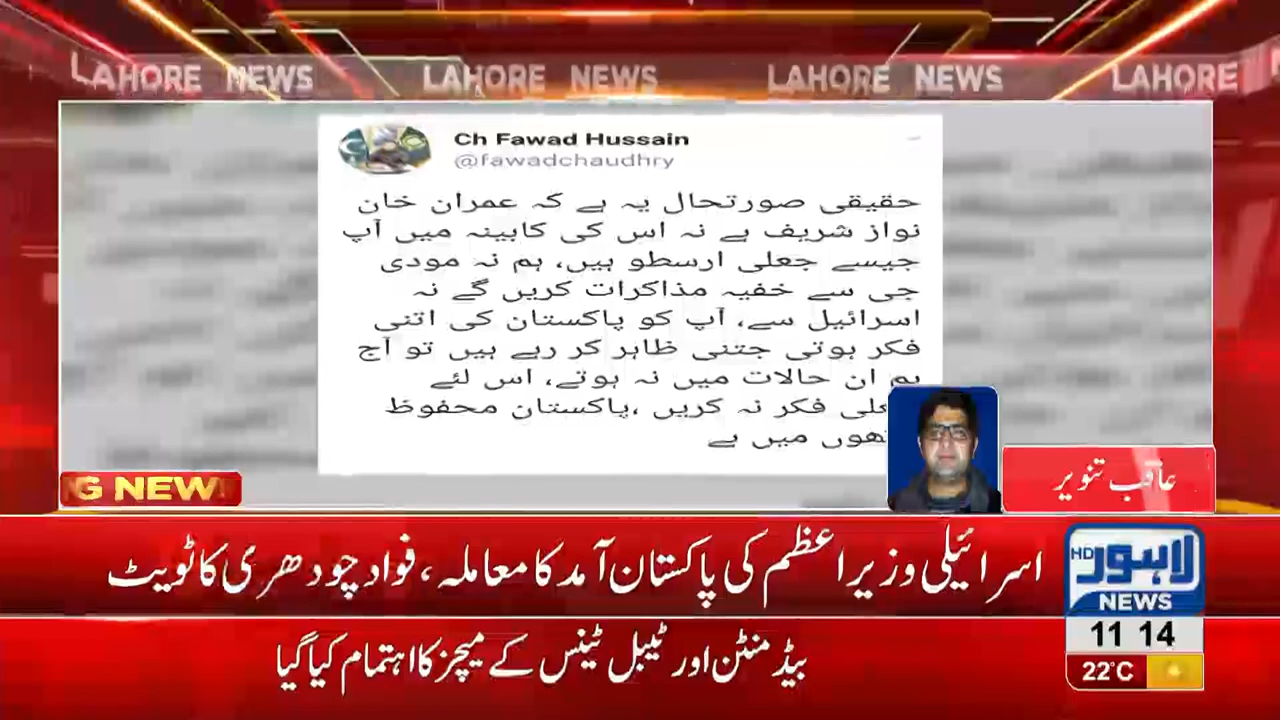 LAHORE NEWS LAHORE NEWS LAHORE NEWS LAHORE
Ch Fawad Hussain
@fawadchaudhry
حقیقی صورتحال یہ ہے کہ عمران خان
نواز شریف ہے نہ اس کی کابینہ میں آپ
جیسے جعلی ارسطو ہیں، ہم نہ مودی
جی سے خفیہ مذاکرات کریں گے نہ
اسرائیل سے، آپ کو پاکستان کی اتنی
فکر ہوتی جتنی ظاہر کر رہے ہیں تو آج
ہم ان حالات میں نہ ہوتے، اس لئے
فکر نہ کریں ،پاکستان محفوظ
میں ہے
عاقب تنویر
G NEW
اسرائیلی وزیراعظم کی پاکستان آمد کا معاملہ، فواد چودھری کا ٹویٹ
لاہور HD
NEWS
11 14
22°C
بیڈ منٹن اور ٹیبل ٹینس کے میچز کا اہتمام کیا گیا